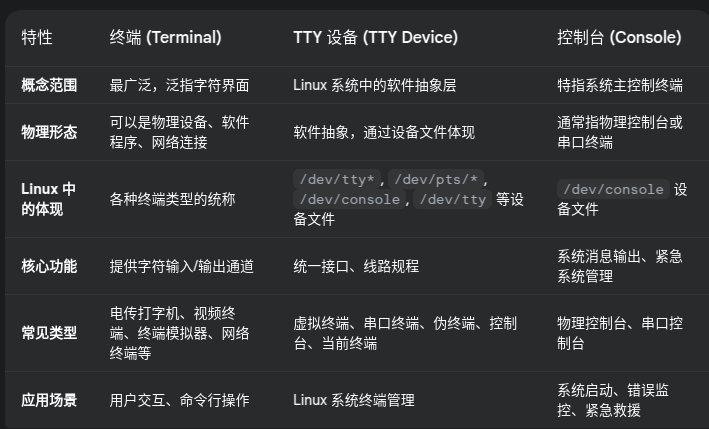 特性 终端 (Terminal) TTY 设备 (TTY Device) 控制台 (Console)
概念范围 最广泛，泛指字符界面 Linux 系统中的软件抽象层 特指系统主控制终端
物理形态 可以是物理设备、软件程序、网络连接 软件抽象，通过设备文件体现 通常指物理控制台或串口终端
Linux 中的体现 各种终端类型的统称 /dev/tty*, /dev/pts/*, /dev/console, /dev/tty 等设备文件 /dev/console 设备文件
核心功能 提供字符输入/输出通道 统一接口、线路规程 系统消息输出、紧急系统管理
常见类型 电传打字机、视频终端、终端模拟器、网络终端等 虚拟终端、串口终端、伪终端、控制台、当前终端 物理控制台、串口控制台
应用场景 用户交互、命令行操作 Linux 系统终端管理 系统启动、错误监控、紧急救援